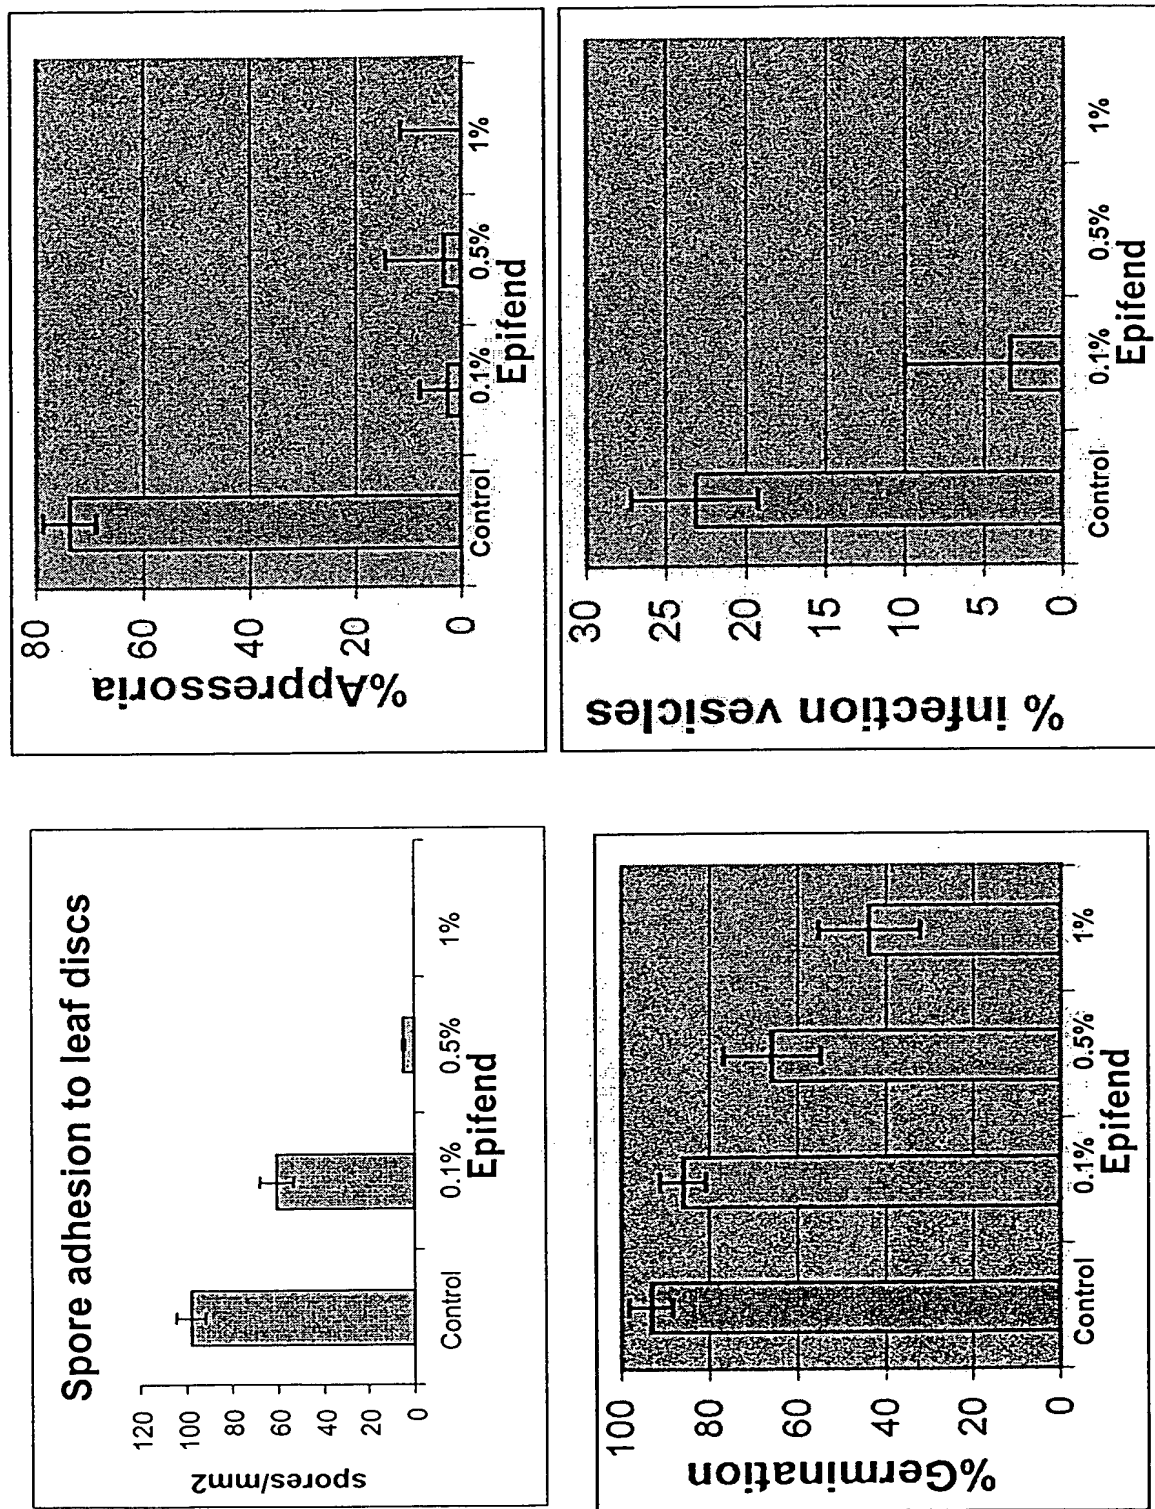 Spore adhesion to leaf discs
spores/mm2
120
100
80
60
40
20
0
Control
0.1%
0.5%
1%
Epifend
%Appressoria
80
60
40
20
0
Control
0.1%
0.5%
1%
Epifend
%Germination
100
80
60
40
20
0
Control
0.1%
0.5%
1%
Epifend
% infection vesicles
30
25
20
15
10
5
0
Control
0.1%
0.5%
1%
Epifend